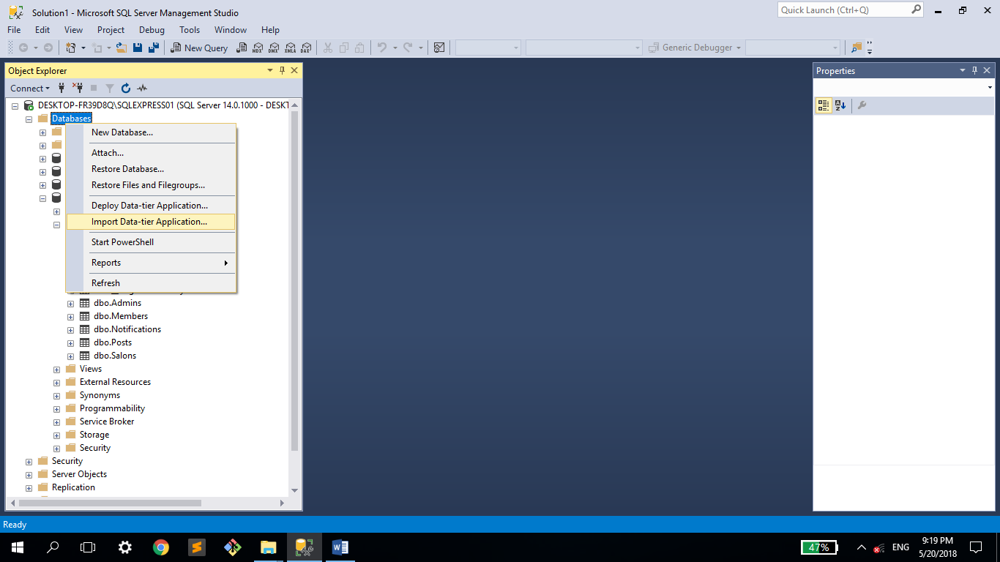 Solution1 - Microsoft SQL Server Management Studio
Quick Launch (Ctrl+Q)
File Edit View Project Debug Tools Window Help
New Query MDX DMX XMLA DAX Generic Debugger
Object Explorer
Properties
Connect
DESKTOP-FR39D8Q\SQLEXPRESS01 (SQL Server 14.0.1000 - DESKT
Databases
New Database...
Attach...
Restore Database...
Restore Files and Filegroups...
Deploy Data-tier Application...
Import Data-tier Application...
Start PowerShell
Reports
Refresh
dbo.Admins
dbo.Members
dbo.Notifications
dbo.Posts
dbo.Salons
Views
External Resources
Synonyms
Programmability
Service Broker
Storage
Security
Security
Server Objects
Replication
Ready
47%
ENG
9:19 PM
5/20/2018